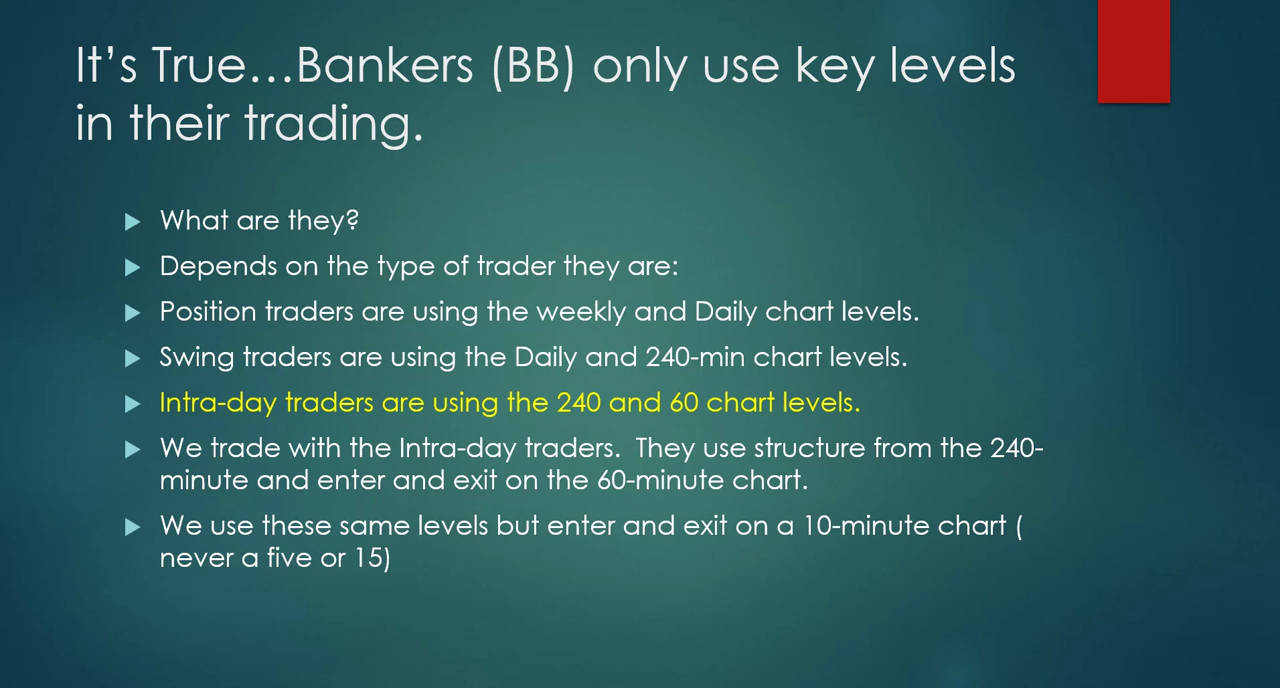 It’s True…Bankers (BB) only use key levels
in their trading.
What are they?
Depends on the type of trader they are:
Position traders are using the weekly and Daily chart levels.
Swing traders are using the Daily and 240-min chart levels.
Intra-day traders are using the 240 and 60 chart levels.
We trade with the Intra-day traders.  They use structure from the 240-
minute and enter and exit on the 60-minute chart.
We use these same levels but enter and exit on a 10-minute chart (
never a five or 15)